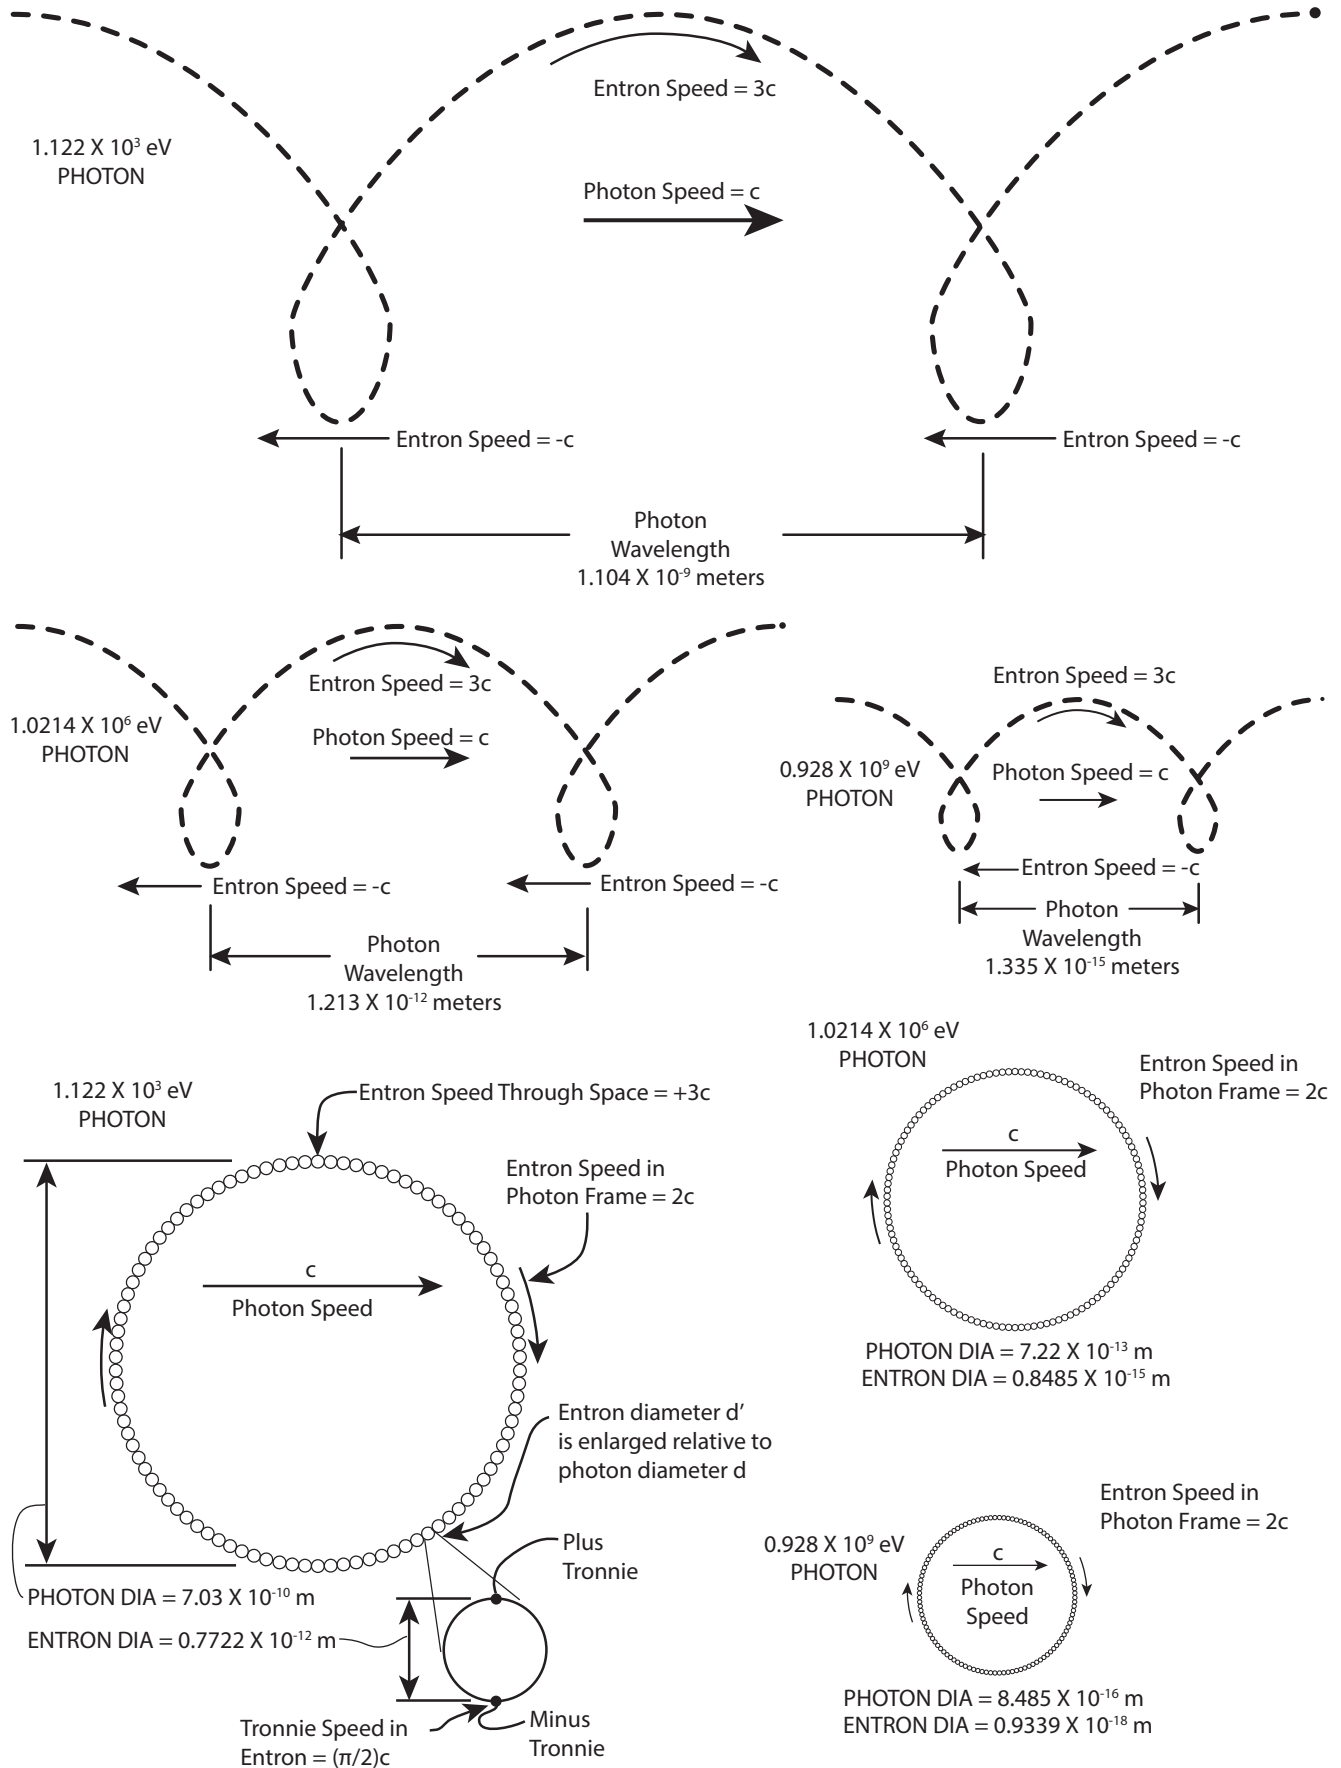 Entron Speed = 3c
1.122 X 10³ eV
PHOTON
Photon Speed = c
Entron Speed = -c
Entron Speed = -c
Photon
Wavelength
1.104 X 10⁻⁹ meters
Entron Speed = 3c
1.0214 X 10⁶ eV
PHOTON
Photon Speed = c
Entron Speed = -c
Entron Speed = -c
Photon
Wavelength
1.213 X 10⁻¹² meters
Entron Speed = 3c
0.928 X 10⁹ eV
PHOTON
Photon Speed = c
Entron Speed = -c
Photon
Wavelength
1.335 X 10⁻¹⁵ meters
1.122 X 10³ eV
PHOTON
Entron Speed Through Space = +3c
Entron Speed in
Photon Frame = 2c
c
Photon Speed
Entron diameter d′
is enlarged relative to
photon diameter d
Plus
Tronnie
PHOTON DIA = 7.03 X 10⁻¹⁰ m
ENTRON DIA = 0.7722 X 10⁻¹² m
Tronnie Speed in
Entron = (π/2)c
Minus
Tronnie
1.0214 X 10⁶ eV
PHOTON
Entron Speed in
Photon Frame = 2c
c
Photon Speed
PHOTON DIA = 7.22 X 10⁻¹³ m
ENTRON DIA = 0.8485 X 10⁻¹⁵ m
Entron Speed in
Photon Frame = 2c
0.928 X 10⁹ eV
PHOTON
c
Photon
Speed
PHOTON DIA = 8.485 X 10⁻¹⁶ m
ENTRON DIA = 0.9339 X 10⁻¹⁸ m